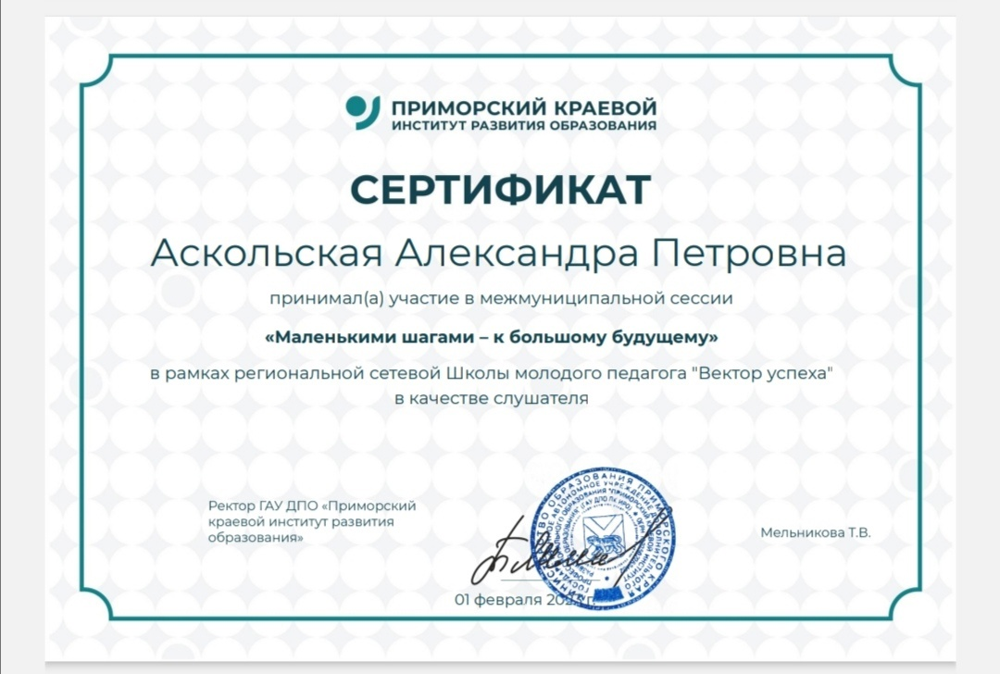 ПРИМОРСКИЙ КРАЕВОЙ
ИНСТИТУТ РАЗВИТИЯ ОБРАЗОВАНИЯ
СЕРТИФИКАТ
Аскольская Александра Петровна
принимал(а) участие в межмуниципальной сессии
«Маленькими шагами – к большому будущему»
в рамках региональной сетевой Школы молодого педагога "Вектор успеха"
в качестве слушателя
Ректор ГАУ ДПО «Приморский
краевой институт развития
образования»
Мельникова Т.В.
01 февраля